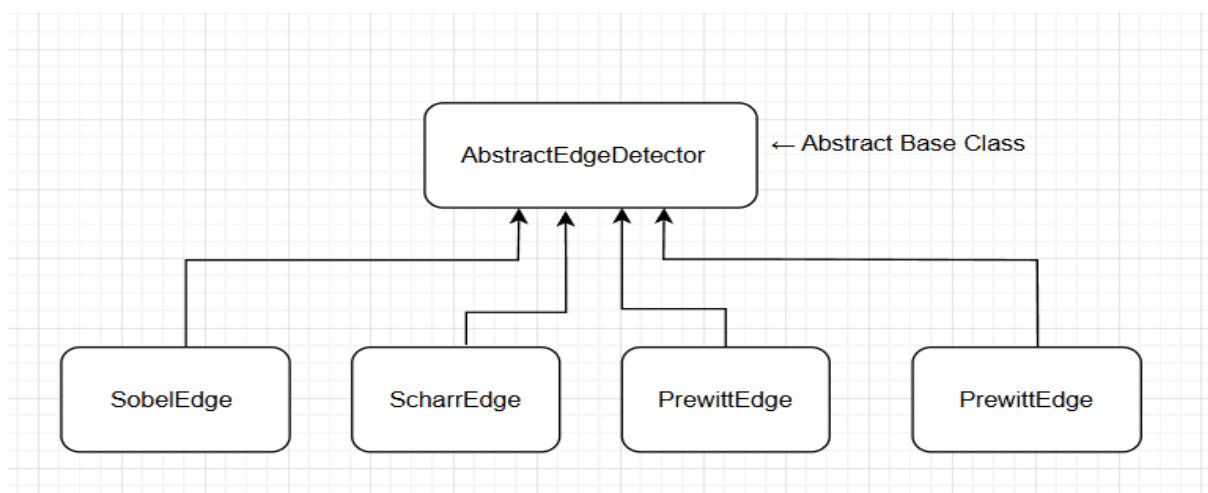 AbstractEdgeDetector
← Abstract Base Class
SobelEdge
ScharrEdge
PrewittEdge
PrewittEdge